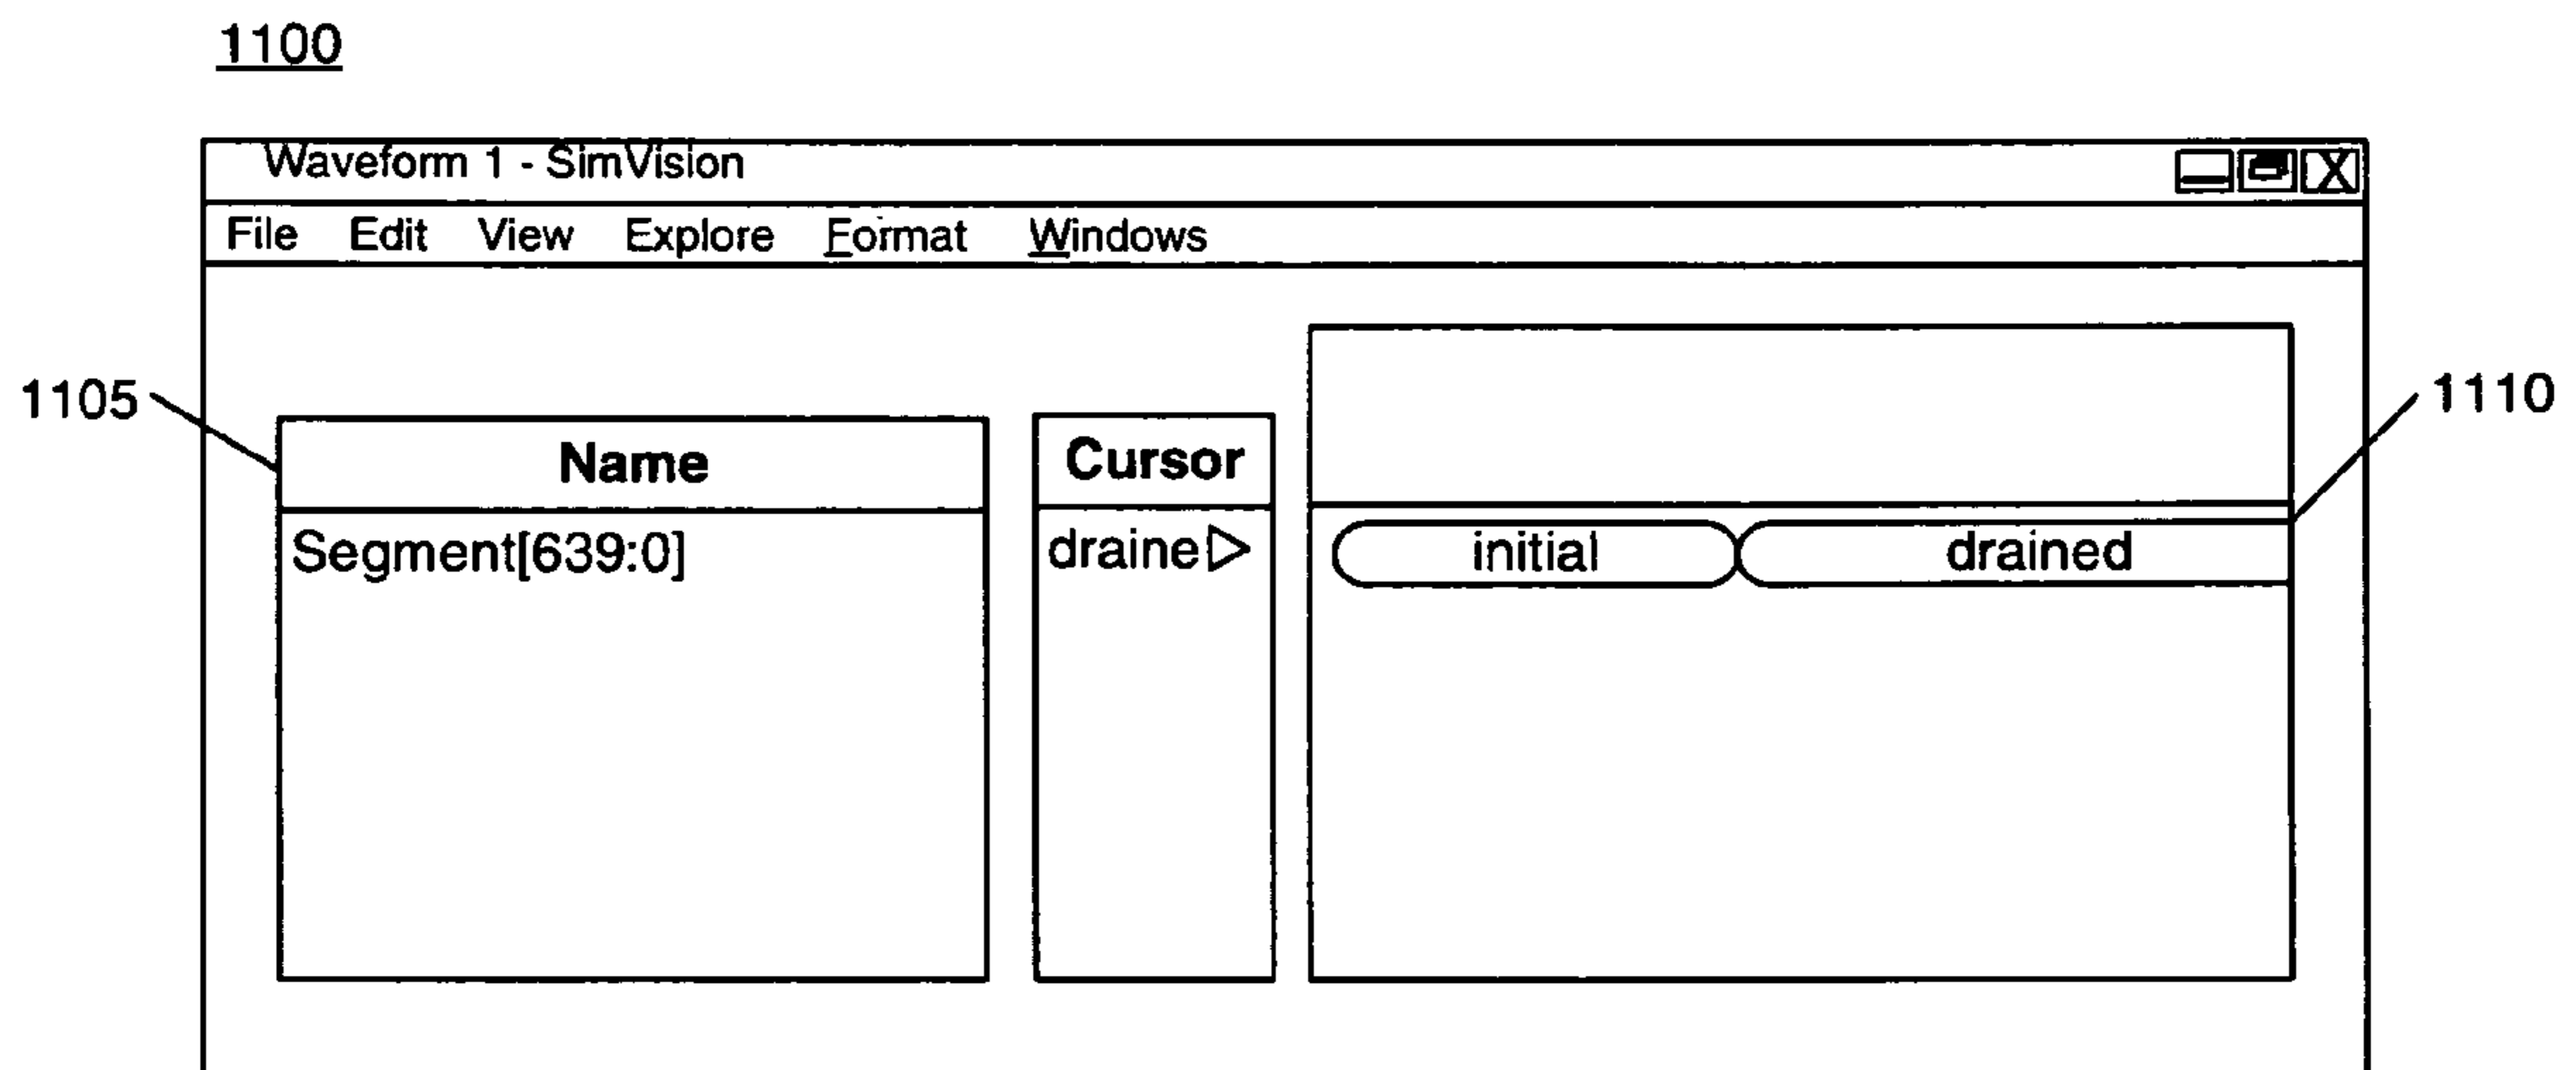 1100
Waveform 1 - SimVision
File Edit View Explore Format Windows
1105
1110
Name
Cursor
Segment[639:0]
draine
initial
drained